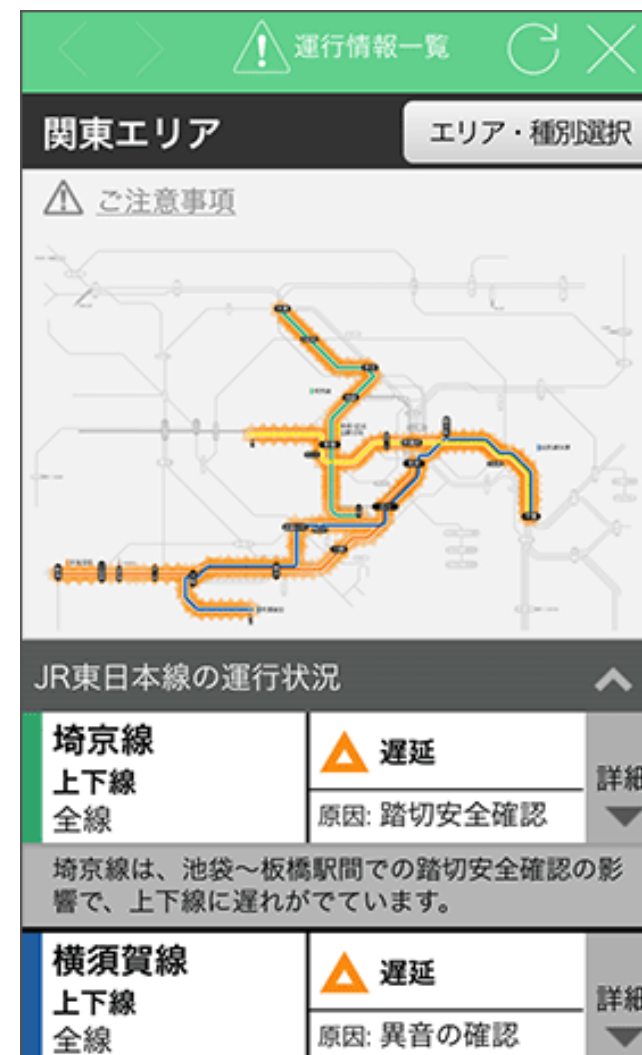 運行情報一覧
関東エリア
エリア・種別選択
ご注意事項
JR東日本線の運行状況
埼京線
上下線
全線
遅延
原因: 踏切安全確認
詳細
埼京線は、池袋〜板橋駅間での踏切安全確認の影
響で、上下線に遅れがでています。
横須賀線
上下線
全線
遅延
原因: 異音の確認
詳細